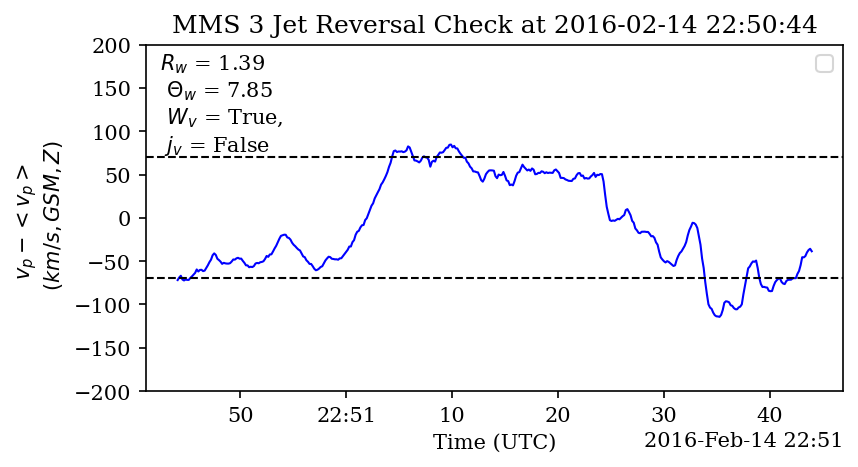 MMS 3 Jet Reversal Check at 2016-02-14 22:50:44
R_w = 1.39
Θ_w = 7.85
W_v = True,
j_v = False
200
150
100
50
0
−50
−100
−150
−200
v_p − < v_p >
(km/s, GSM, Z)
50 22:51 10 20 30 40
Time (UTC)
2016-Feb-14 22:51